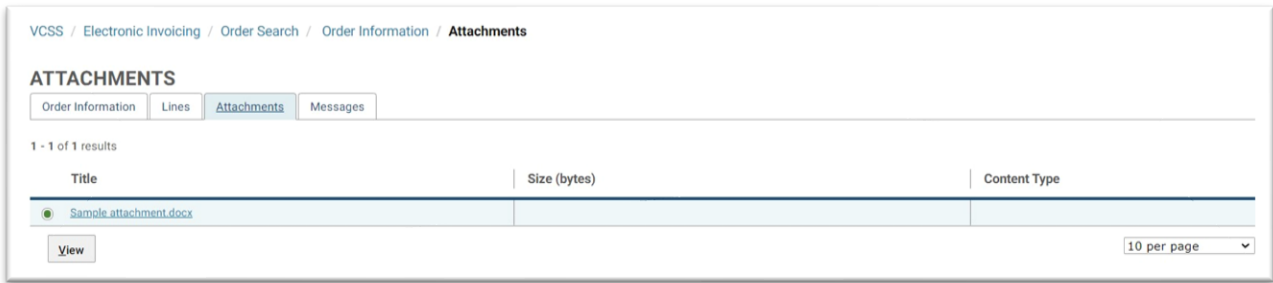 VCSS / Electronic Invoicing / Order Search / Order Information / Attachments
ATTACHMENTS
Order Information Lines Attachments Messages
1 - 1 of 1 results
Title Size (bytes) Content Type
Sample attachment.docx
View 10 per page